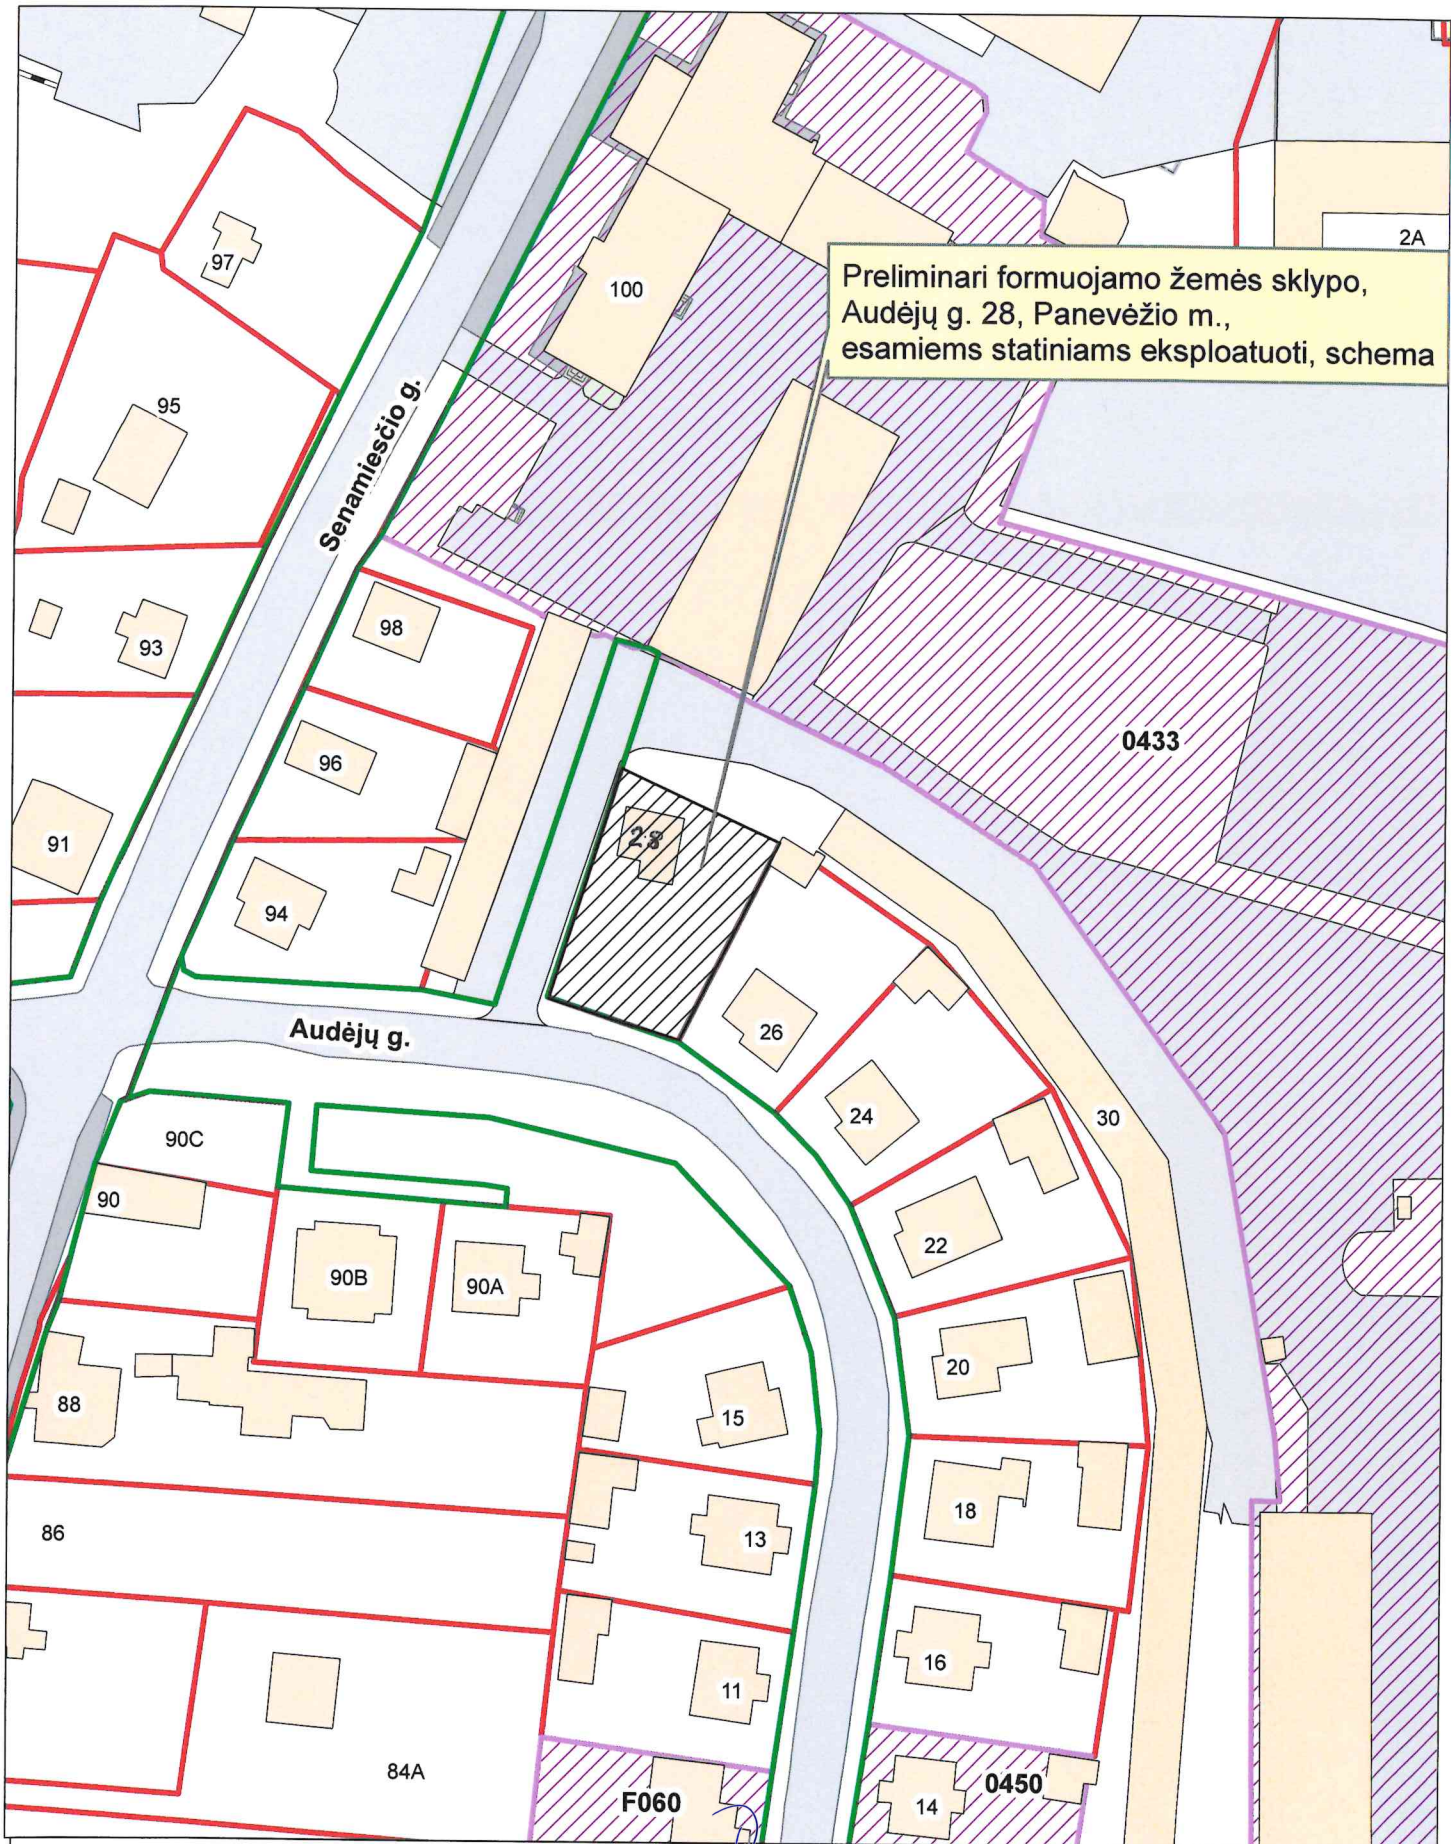 2A
97
100
Preliminari formuojamo žemės sklypo,
Audėjų g. 28, Panevėžio m.,
esamiems statiniams eksploatuoti, schema
95
Senamiesčio g.
98
93
0433
96
28
91
94
26
Audėjų g.
24
30
90C
90
22
90B
90A
20
88
15
18
86
13
16
11
84A
0450
F060
14